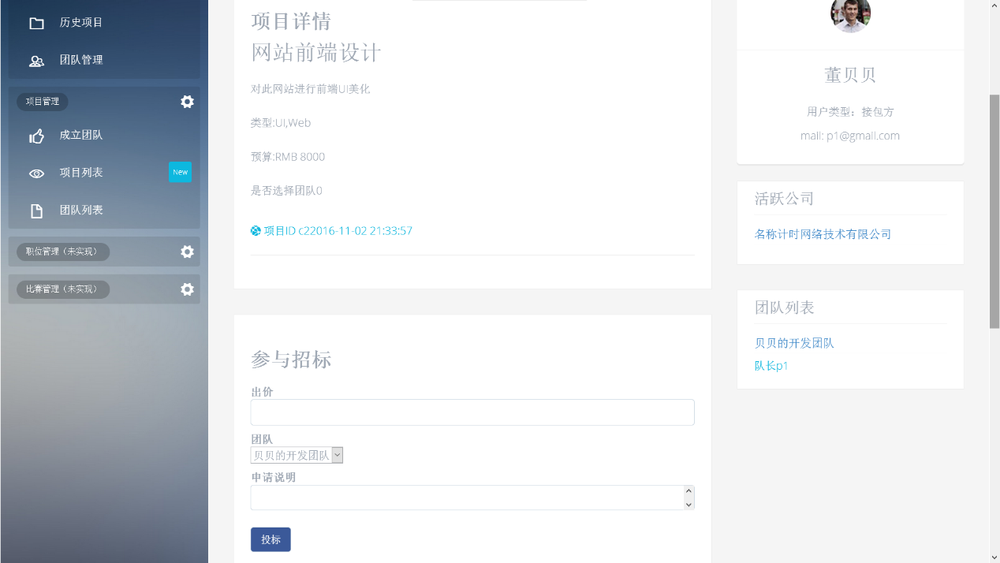 历史项目
团队管理
项目管理
成立团队
项目列表
New
团队列表
职位管理（未实现）
比赛管理（未实现）
项目详情
网站前端设计
对此网站进行前端UI美化
类型:UI,Web
预算:RMB 8000
是否选择团队0
项目ID c22016-11-02 21:33:57
参与招标
出价
团队
贝贝的开发团队
申请说明
投标
董贝贝
用户类型：接包方
mail: p1@gmail.com
活跃公司
名称计时网络技术有限公司
团队列表
贝贝的开发团队
队长p1